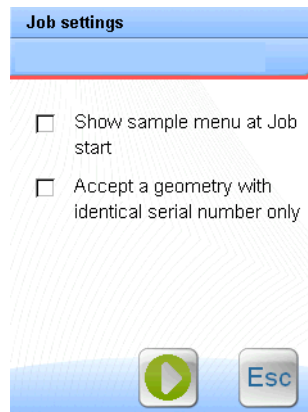 Job settings
Show sample menu at Job
start
Accept a geometry with
identical serial number only
Esc